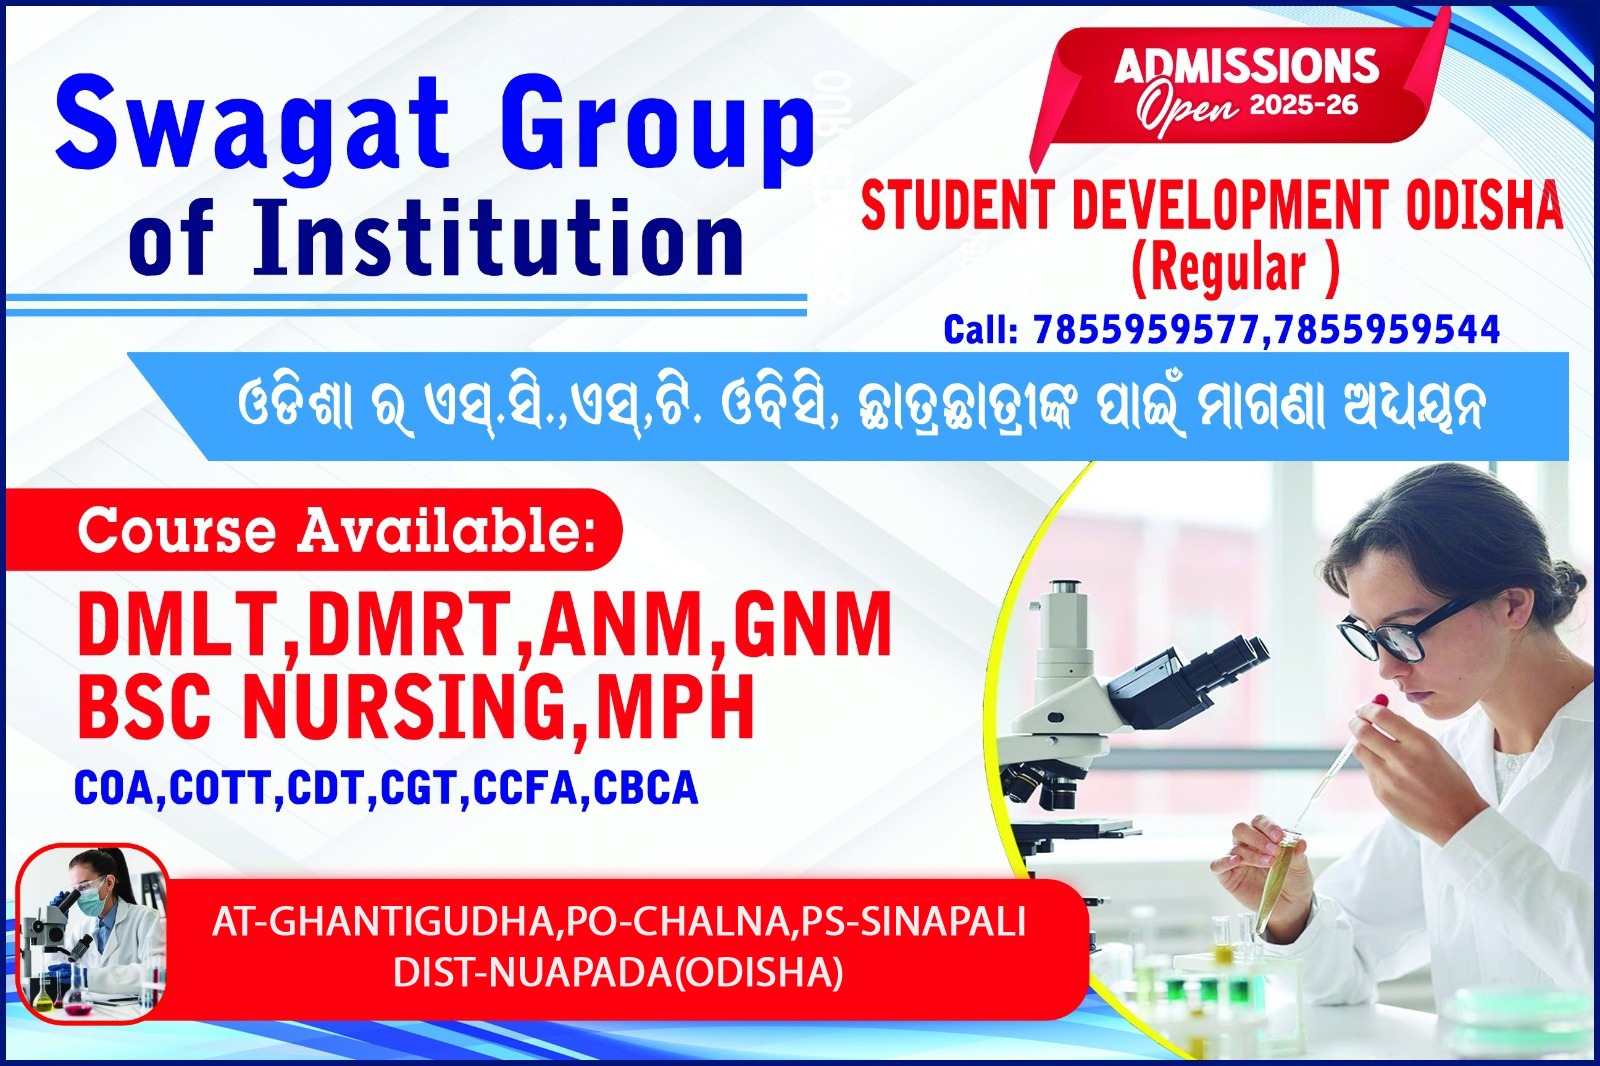 Swagat Group
of Institution
ADMISSIONS
Open 2025-26
STUDENT DEVELOPMENT ODISHA
(Regular )
Call: 7855959577,7855959544
ଓଡିଶା ର ଏସ୍.ସି.,ଏସ୍,ଟି. ଓବିସି, ଛାତ୍ରଛାତ୍ରୀଙ୍କ ପାଇଁ ମାଗଣା ଅଧ୍ୟୟନ
Course Available:
DMLT,DMRT,ANM,GNM
BSC NURSING,MPH
COA,COTT,CDT,CGT,CCFA,CBCA
AT-GHANTIGUDHA,PO-CHALNA,PS-SINAPALI
DIST-NUAPADA(ODISHA)